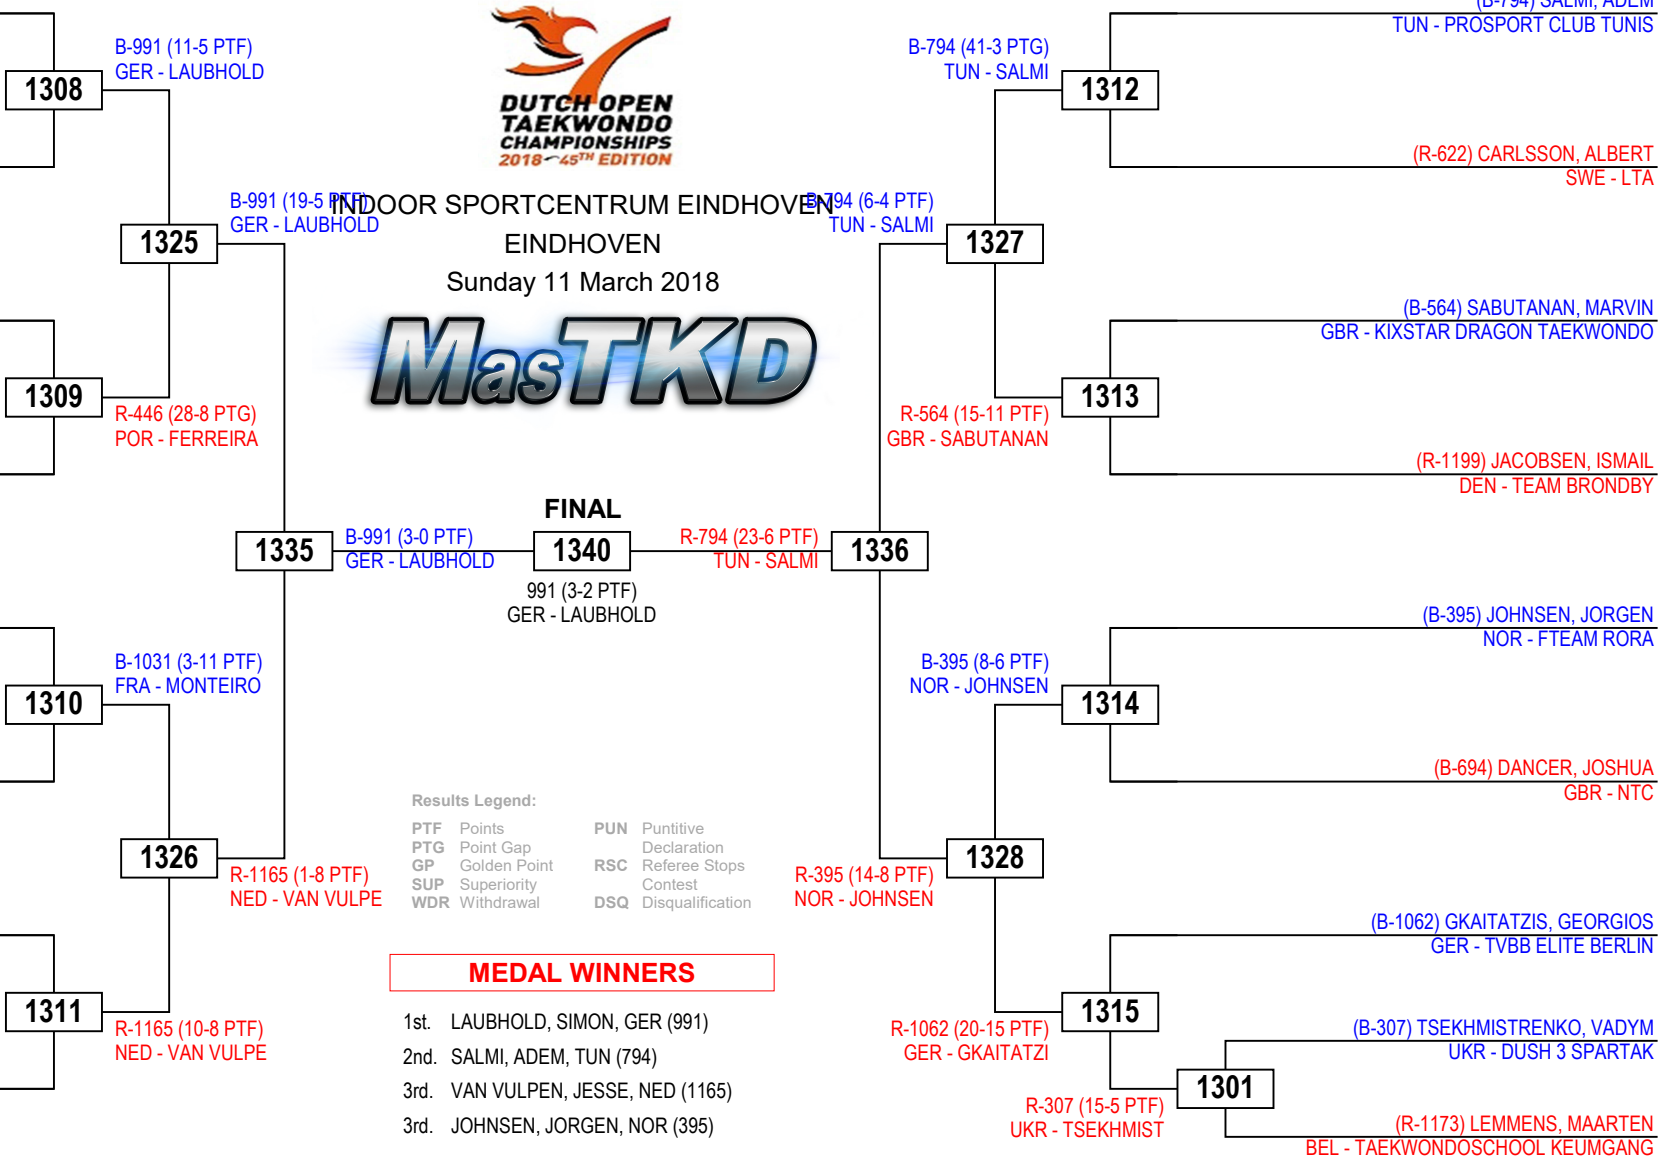 (B-794) SALMI, ADEM
TUN - PROSPORT CLUB TUNIS
B-991 (11-5 PTF)
GER - LAUBHOLD
B-794 (41-3 PTG)
TUN - SALMI
1308
1312
DUTCH OPEN
TAEKWONDO
CHAMPIONSHIPS
2018 45TH EDITION
(R-622) CARLSSON, ALBERT
SWE - LTA
B-991 (19-5 PTF)
GER - LAUBHOLD
INDOOR SPORTCENTRUM EINDHOVEN
B-794 (6-4 PTF)
TUN - SALMI
1325
EINDHOVEN
1327
Sunday 11 March 2018
(B-564) SABUTANAN, MARVIN
GBR - KIXSTAR DRAGON TAEKWONDO
MasTKD
1309
1313
R-446 (28-8 PTG)
POR - FERREIRA
R-564 (15-11 PTF)
GBR - SABUTANAN
(R-1199) JACOBSEN, ISMAIL
DEN - TEAM BRONDBY
FINAL
1335
B-991 (3-0 PTF)
GER - LAUBHOLD
1340
R-794 (23-6 PTF)
TUN - SALMI
1336
991 (3-2 PTF)
GER - LAUBHOLD
(B-395) JOHNSEN, JORGEN
NOR - FTEAM RORA
B-1031 (3-11 PTF)
FRA - MONTEIRO
B-395 (8-6 PTF)
NOR - JOHNSEN
1310
1314
(B-694) DANCER, JOSHUA
GBR - NTC
Results Legend:
PTF Points PUN Puntitive
PTG Point Gap Declaration
GP Golden Point RSC Referee Stops
SUP Superiority Contest
WDR Withdrawal DSQ Disqualification
1326
1328
R-1165 (1-8 PTF)
NED - VAN VULPE
R-395 (14-8 PTF)
NOR - JOHNSEN
(B-1062) GKAITATZIS, GEORGIOS
GER - TVBB ELITE BERLIN
MEDAL WINNERS
1311
1315
R-1165 (10-8 PTF)
NED - VAN VULPE
1st. LAUBHOLD, SIMON, GER (991)
2nd. SALMI, ADEM, TUN (794)
3rd. VAN VULPEN, JESSE, NED (1165)
3rd. JOHNSEN, JORGEN, NOR (395)
R-1062 (20-15 PTF)
GER - GKAITATZI
(B-307) TSEKHMISTRENKO, VADYM
UKR - DUSH 3 SPARTAK
1301
R-307 (15-5 PTF)
UKR - TSEKHMIST
(R-1173) LEMMENS, MAARTEN
BEL - TAEKWONDOSCHOOL KEUMGANG